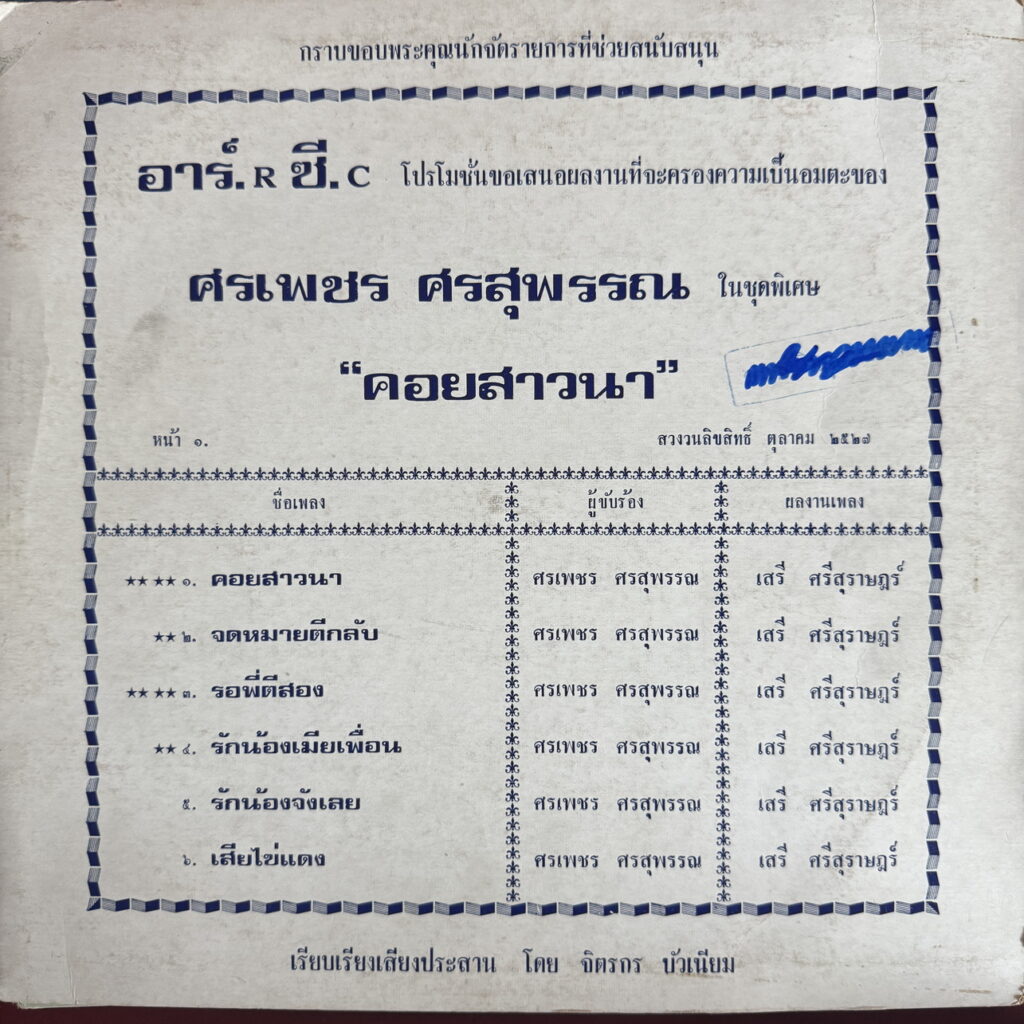 กราบขอบพระคุณนักจัดรายการที่ช่วยสนับสนุน
อาร์.R ซี.C โปรโมชั่นขอเสนอผลงานที่จะครองความเป็นอมตะของ
ศรเพชร ศรสุพรรณ ในชุดพิเศษ
“คอยสาวนา”
หน้า ๑. สวงวนลิขสิทธิ์ ตุลาคม ๒๕๒๗
ชื่อเพลง ผู้ขับร้อง ผลงานเพลง
★★ ★★ ๑. คอยสาวนา ศรเพชร ศรสุพรรณ เสรี ศรีสุราษฎร์
★★ ๒. จดหมายตีกลับ ศรเพชร ศรสุพรรณ เสรี ศรีสุราษฎร์
★★ ★★ ๓. รอพี่ตีสอง ศรเพชร ศรสุพรรณ เสรี ศรีสุราษฎร์
★★ ๔. รักน้องเมียเพื่อน ศรเพชร ศรสุพรรณ เสรี ศรีสุราษฎร์
๕. รักน้องจังเลย ศรเพชร ศรสุพรรณ เสรี ศรีสุราษฎร์
๖. เสียไข่แดง ศรเพชร ศรสุพรรณ เสรี ศรีสุราษฎร์
เรียบเรียงเสียงประสาน โดย จิตรกร บัวเนียม